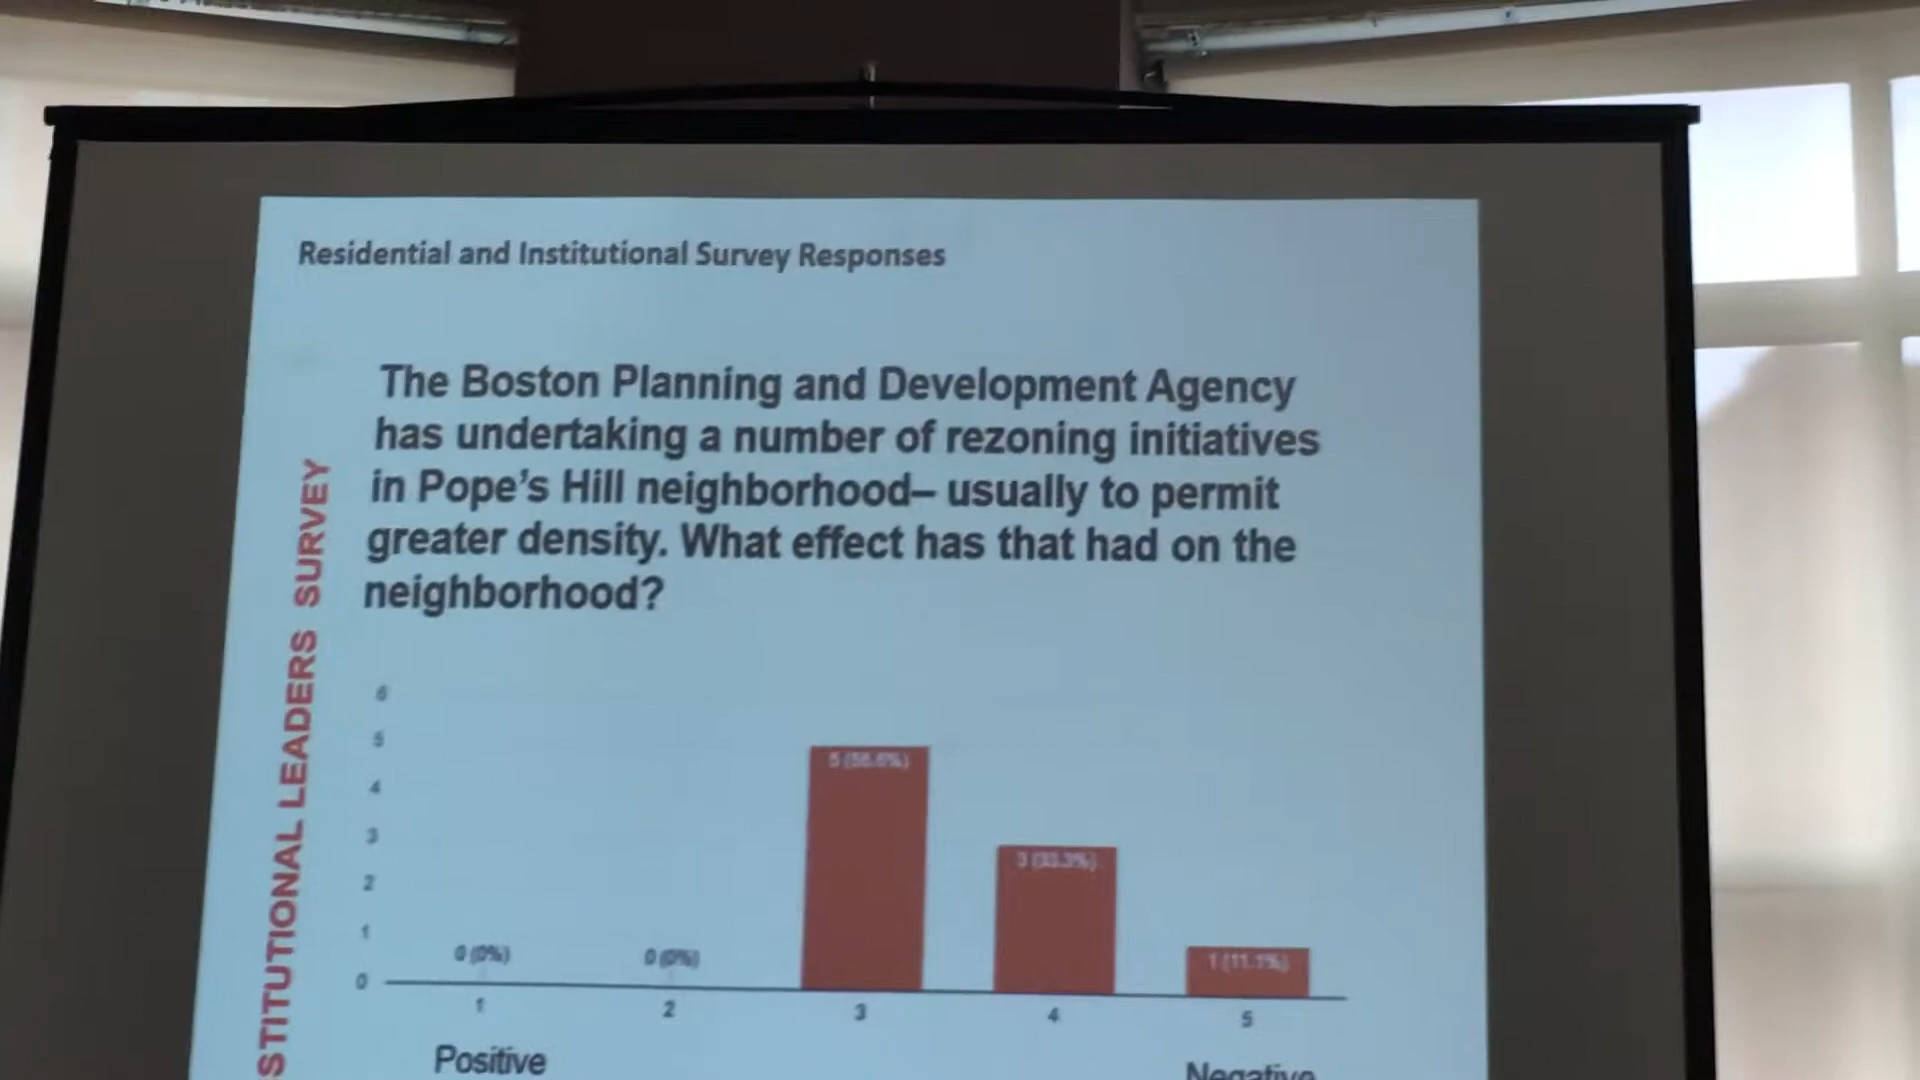 Residential and Institutional Survey Responses
The Boston Planning and Development Agency
has undertaking a number of rezoning initiatives
in Pope's Hill neighborhood– usually to permit
greater density. What effect has that had on the
neighborhood?
STITUTIONAL LEADERS SURVEY
6
5
4
3
2
1
0
0 (0%)
0 (0%)
5 (55.6%)
3 (33.3%)
1 (11.1%)
1 2 3 4 5
Positive Negative